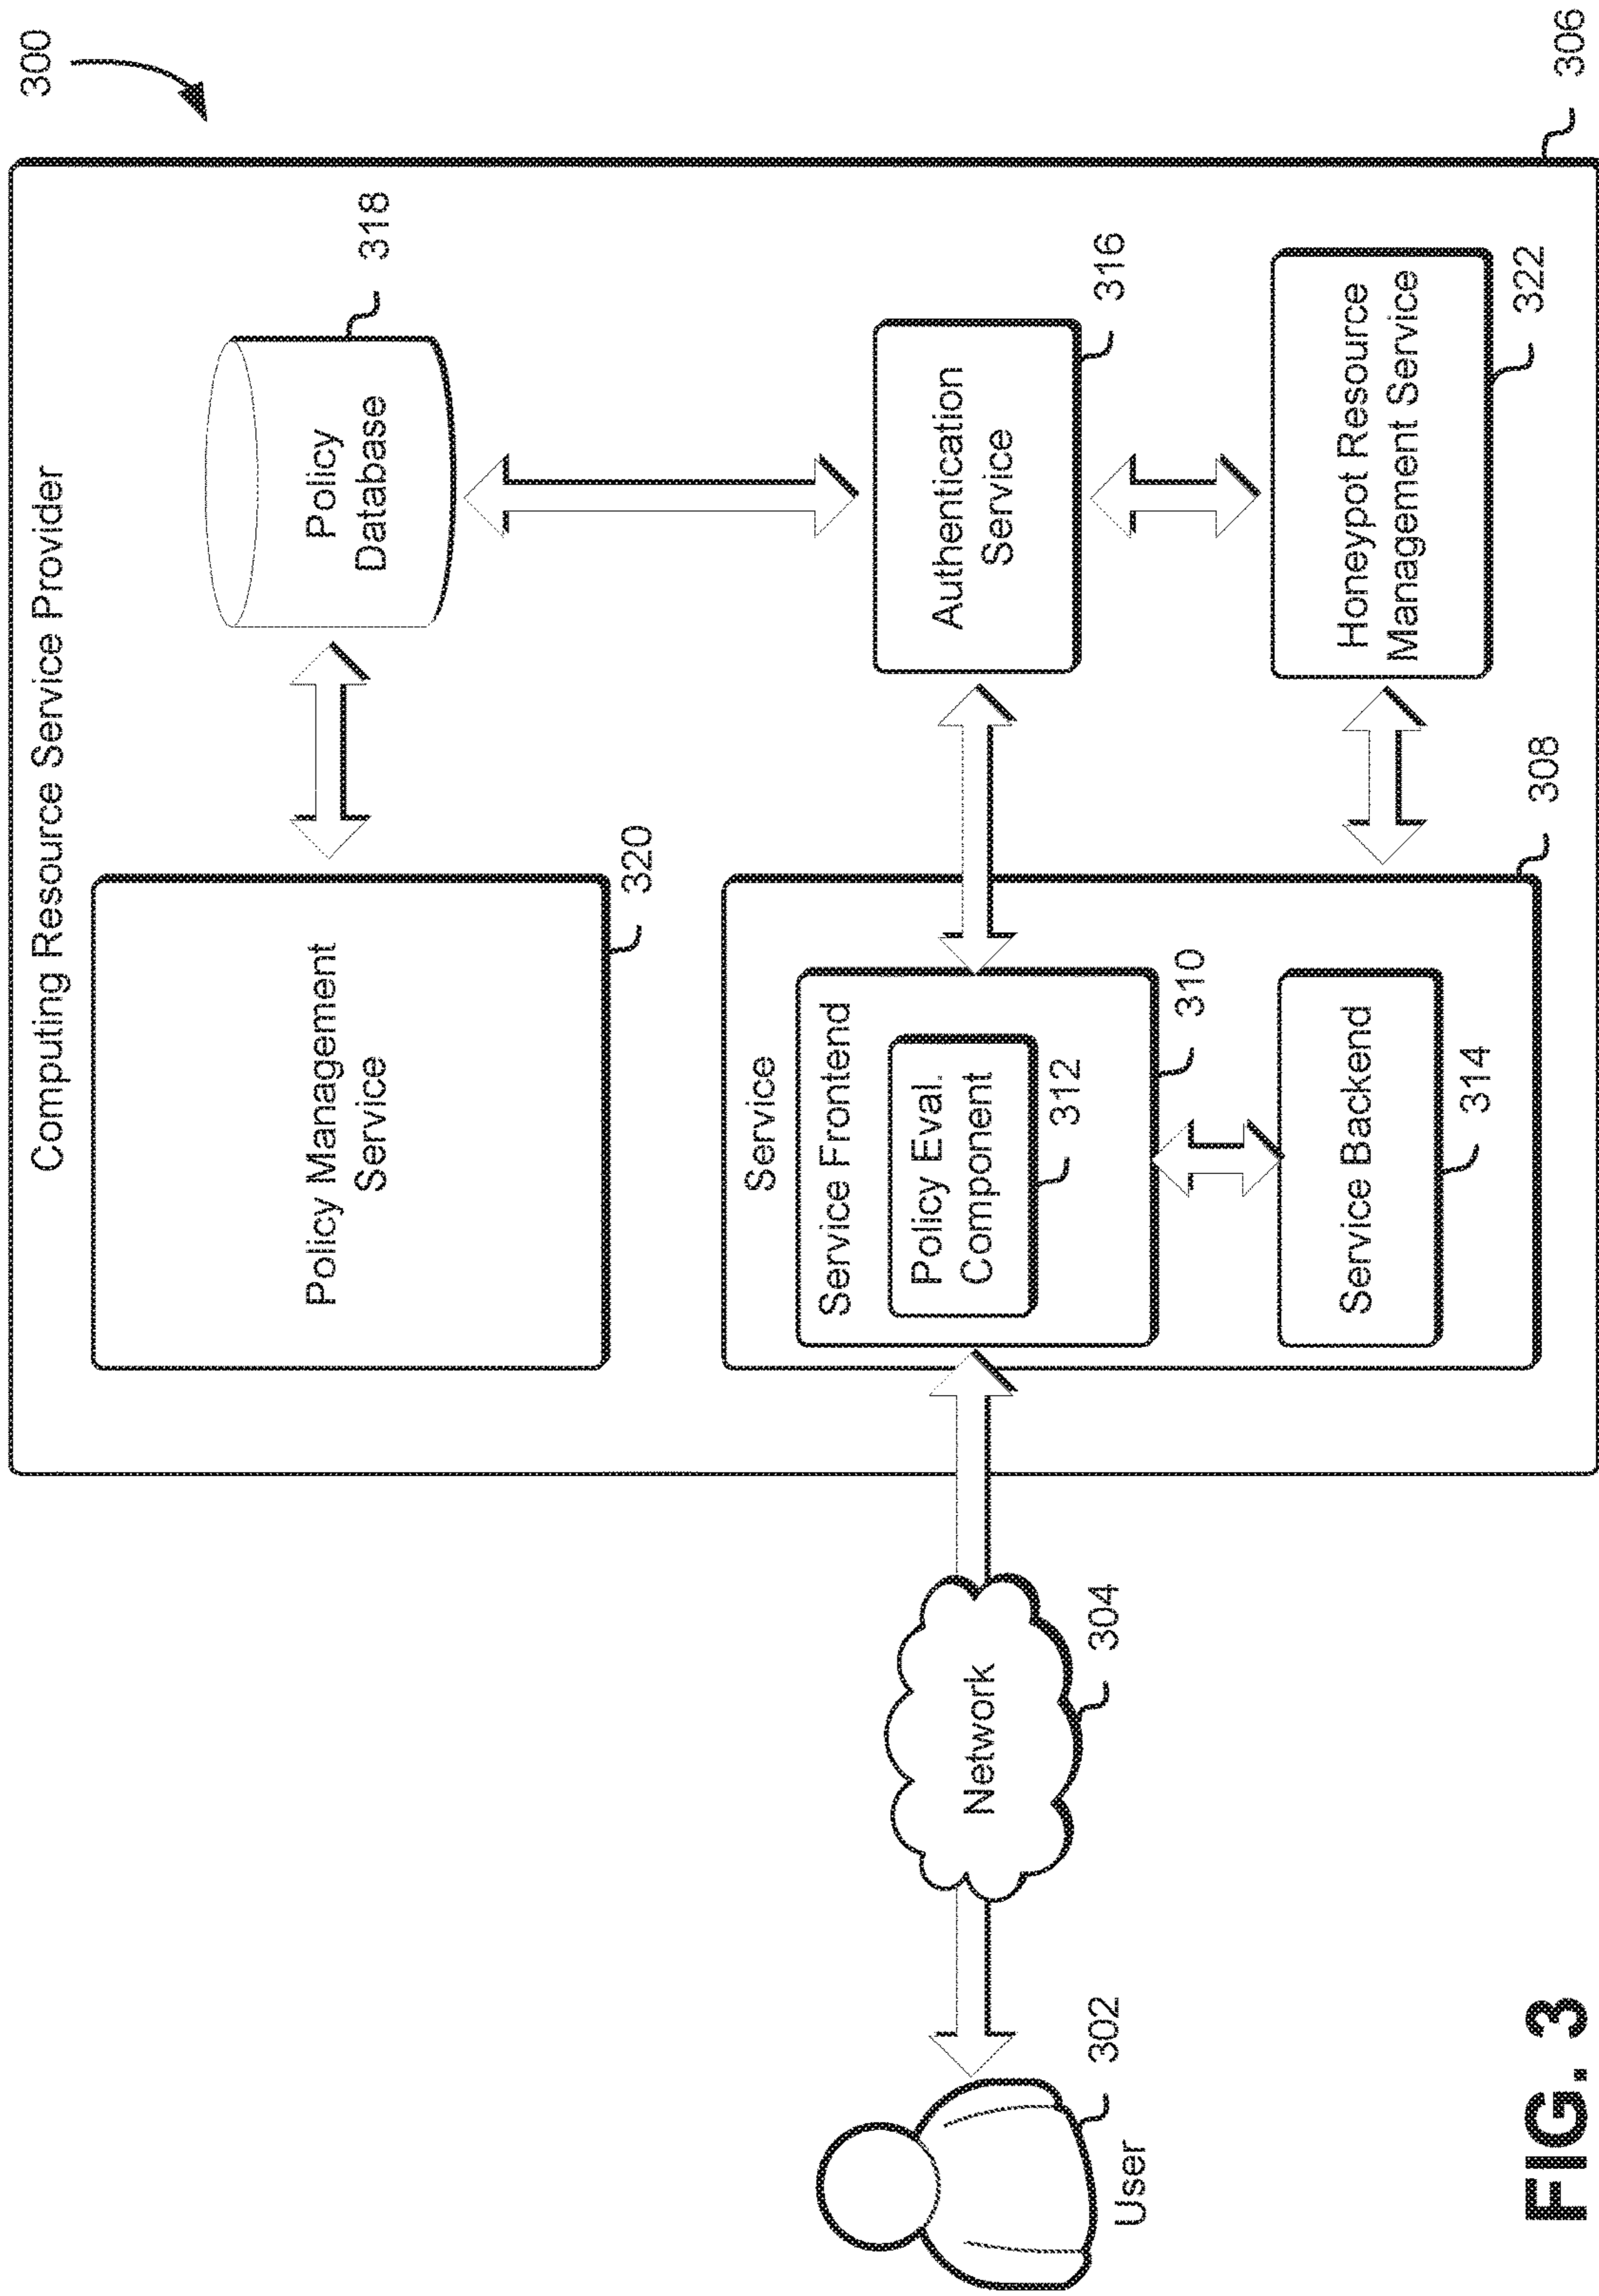 300
Computing Resource Service Provider
306
Policy Management
Service
320
Policy
Database
318
Service
308
Service Frontend
310
Policy Eval.
Component
312
Service Backend
314
Authentication
Service
316
Honeypot Resource
Management Service
322
Network
304
User
302
FIG. 3